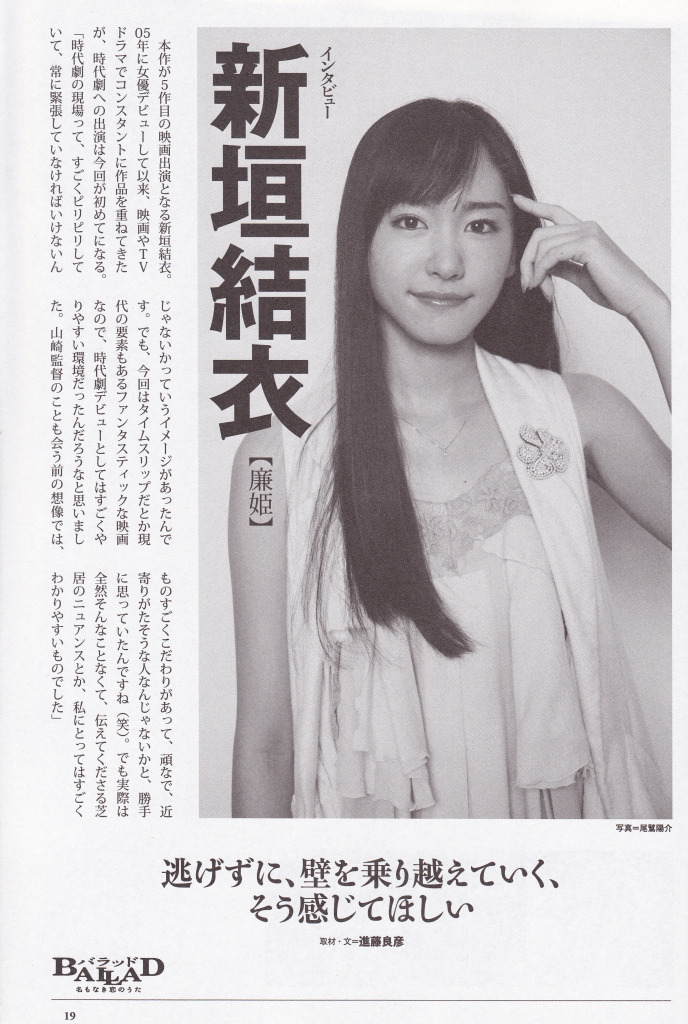 インタビュー
新垣結衣
【廉姫】
本作が5作目の映画出演となる新垣結衣。
05年に女優デビューして以来、映画やTV
ドラマでコンスタントに作品を重ねてきた
が、時代劇への出演は今回が初めてになる。
「時代劇の現場って、すごくピリピリして
いて、常に緊張していなければいけないん
じゃないかっていうイメージがあったんで
す。でも、今回はタイムスリップだとか現
代の要素もあるファンタスティックな映画
なので、時代劇デビューとしてはすごくや
りやすい環境だったんだろうなと思いまし
た。山崎監督のことも会う前の想像では、
ものすごくこだわりがあって、頑なで、近
寄りがたそうな人なんじゃないかと、勝手
に思っていたんですね(笑)。でも実際は
全然そんなことなくて、伝えてくださる芝
居のニュアンスとか、私にとってはすごく
わかりやすいものでした」
写真=尾鷲陽介
逃げずに、壁を乗り越えていく、
そう感じてほしい
取材・文=進藤良彦
バラッド
BALLAD
名もなき恋のうた
19